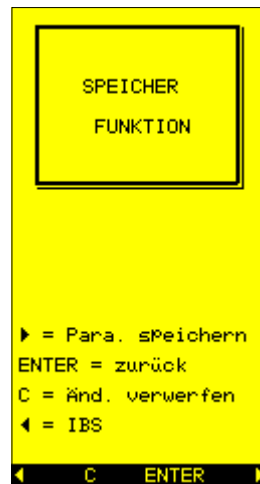 SPEICHER
FUNKTION
▶ = Para. speichern
ENTER = zurück
C = Änd. verwerfen
◀ = IBS
◀ C ENTER ▶